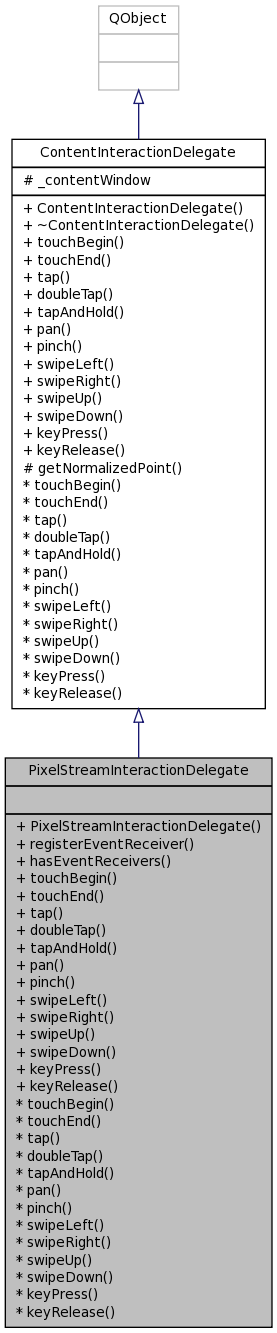 QObject
ContentInteractionDelegate
# _contentWindow
+ ContentInteractionDelegate()
+ ~ContentInteractionDelegate()
+ touchBegin()
+ touchEnd()
+ tap()
+ doubleTap()
+ tapAndHold()
+ pan()
+ pinch()
+ swipeLeft()
+ swipeRight()
+ swipeUp()
+ swipeDown()
+ keyPress()
+ keyRelease()
# getNormalizedPoint()
* touchBegin()
* touchEnd()
* tap()
* doubleTap()
* tapAndHold()
* pan()
* pinch()
* swipeLeft()
* swipeRight()
* swipeUp()
* swipeDown()
* keyPress()
* keyRelease()
PixelStreamInteractionDelegate
+ PixelStreamInteractionDelegate()
+ registerEventReceiver()
+ hasEventReceivers()
+ touchBegin()
+ touchEnd()
+ tap()
+ doubleTap()
+ tapAndHold()
+ pan()
+ pinch()
+ swipeLeft()
+ swipeRight()
+ swipeUp()
+ swipeDown()
+ keyPress()
+ keyRelease()
* touchBegin()
* touchEnd()
* tap()
* doubleTap()
* tapAndHold()
* pan()
* pinch()
* swipeLeft()
* swipeRight()
* swipeUp()
* swipeDown()
* keyPress()
* keyRelease()